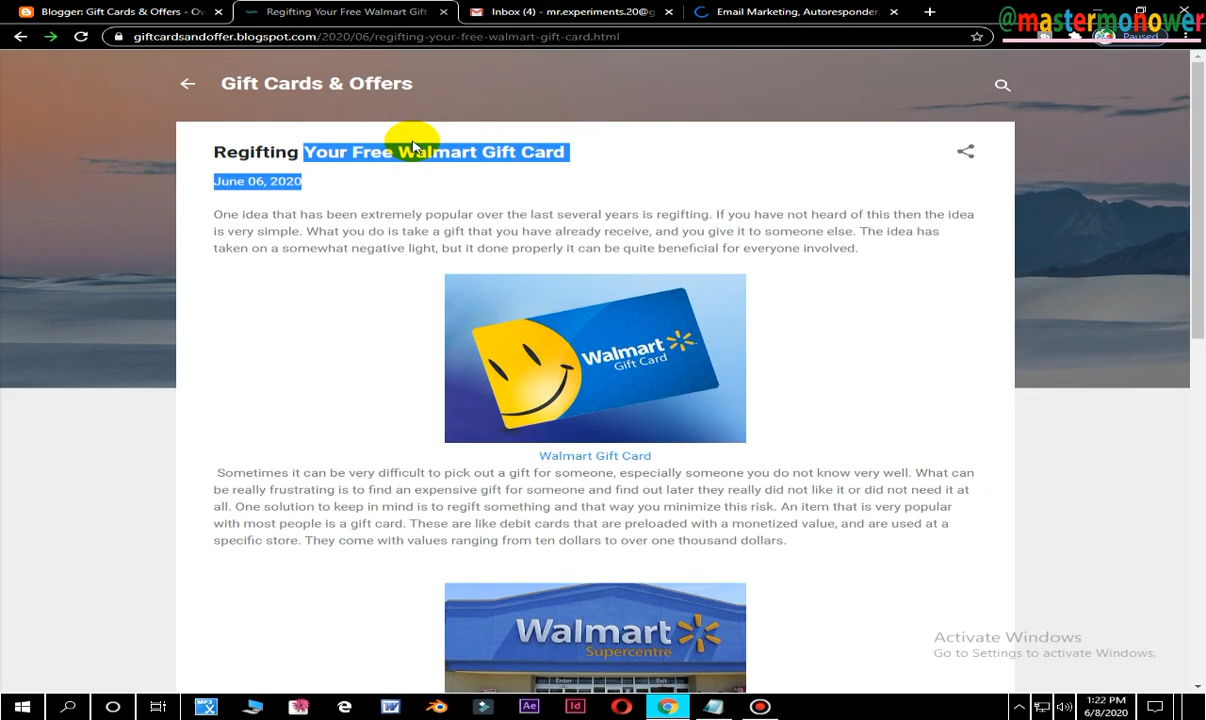 Blogger: Gift Cards & Offers - Ov
Regifting Your Free Walmart Gift
Inbox (4) - mr.experiments.20@g
Email Marketing, Autoresponder,
@mastermonower
giftcardsandoffer.blogspot.com/2020/06/regifting-your-free-walmart-gift-card.html
Paused
Gift Cards & Offers
Regifting Your Free Walmart Gift Card
June 06, 2020
One idea that has been extremely popular over the last several years is regifting. If you have not heard of this then the idea
is very simple. What you do is take a gift that you have already receive, and you give it to someone else. The idea has
taken on a somewhat negative light, but it done properly it can be quite beneficial for everyone involved.
Walmart
Gift Card
Walmart Gift Card
Sometimes it can be very difficult to pick out a gift for someone, especially someone you do not know very well. What can
be really frustrating is to find an expensive gift for someone and find out later they really did not like it or did not need it at
all. One solution to keep in mind is to regift something and that way you minimize this risk. An item that is very popular
with most people is a gift card. These are like debit cards that are preloaded with a monetized value, and are used at a
specific store. They come with values ranging from ten dollars to over one thousand dollars.
Walmart
Supercentre
Enter
Exit
Activate Windows
Go to Settings to activate Windows.
MP3
Ae
Id
1:22 PM
6/8/2020